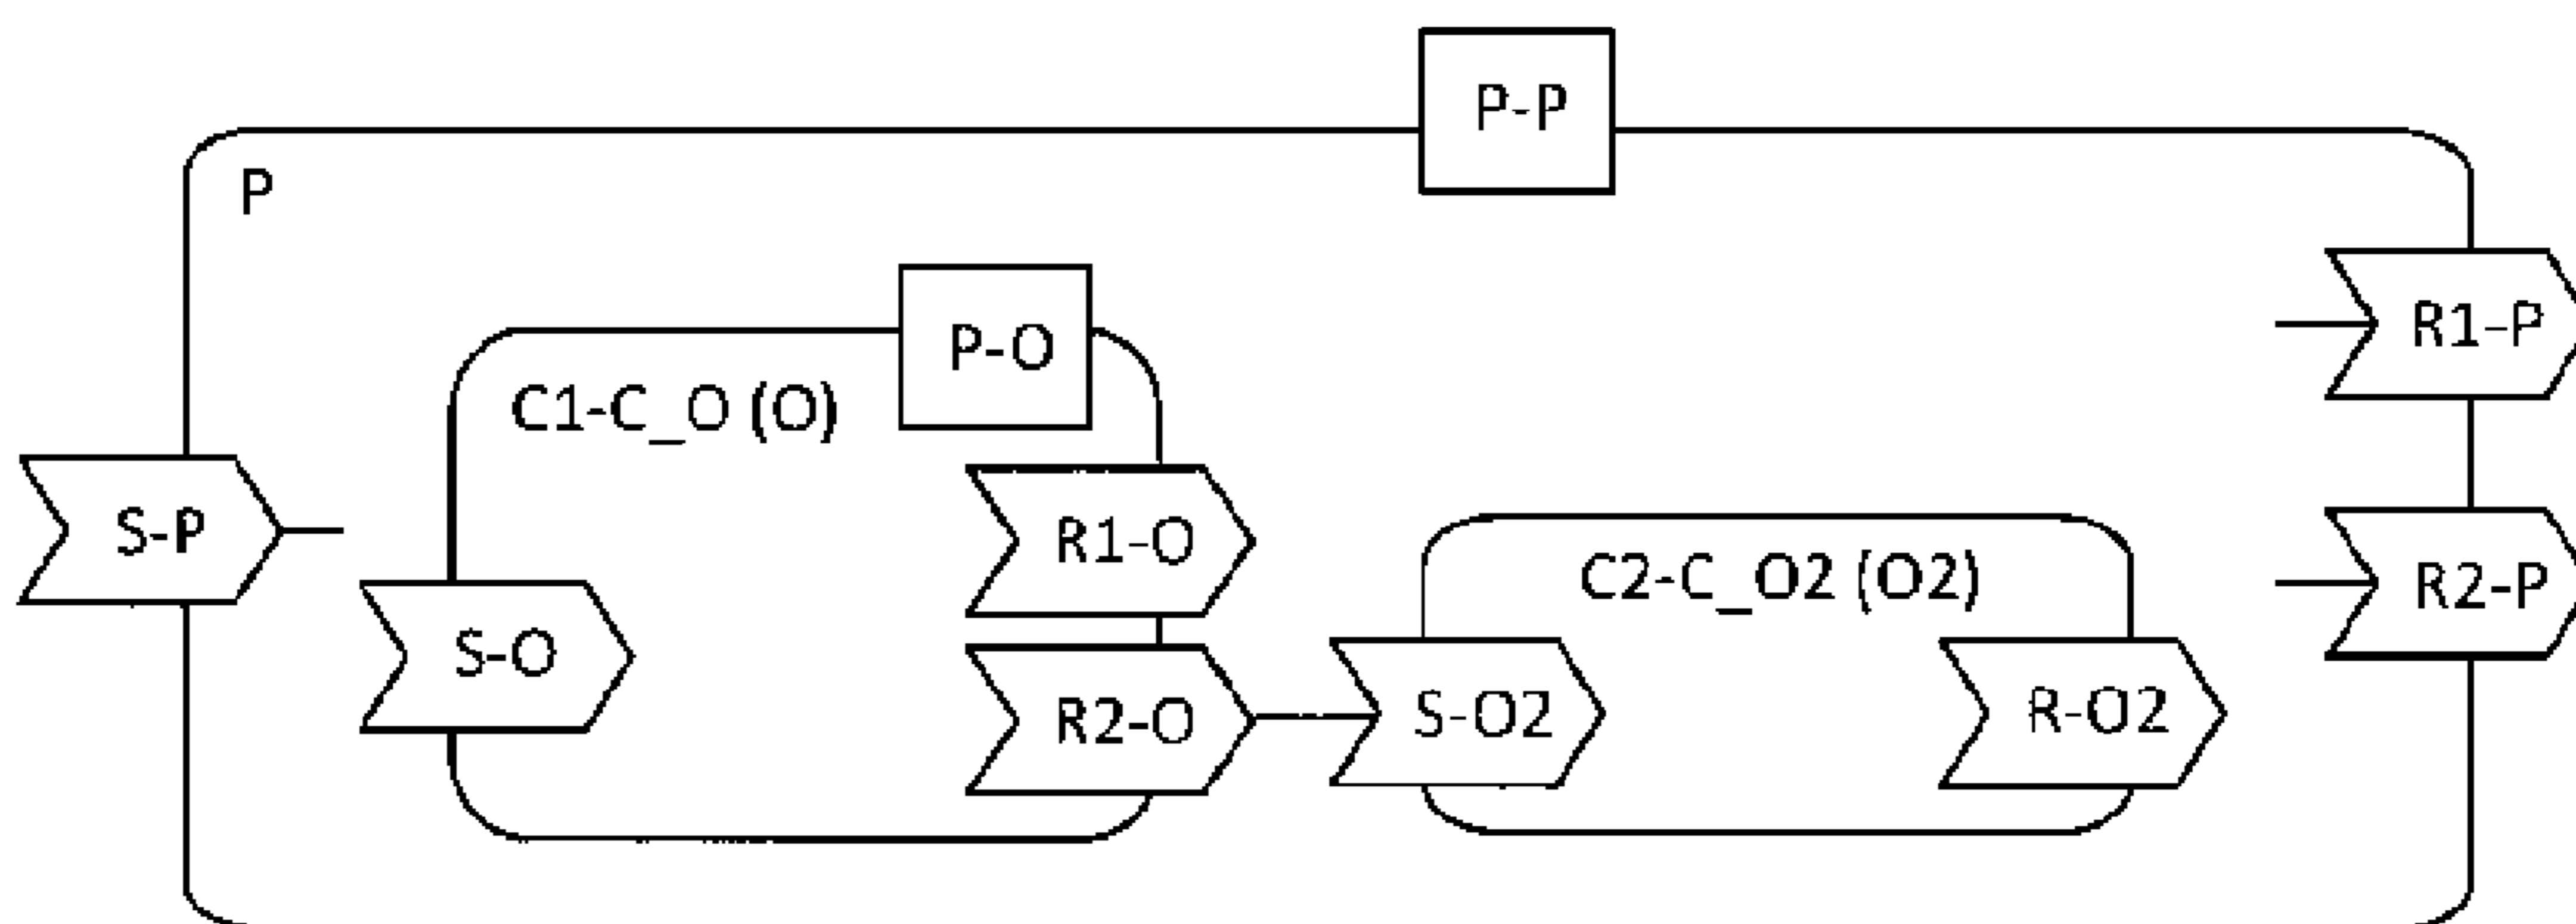 P-P
P
P-O
R1-P
C1-C_O (O)
S-P
R1-O
C2-C_O2 (O2)
R2-P
S-O
R2-O
S-O2
R-O2